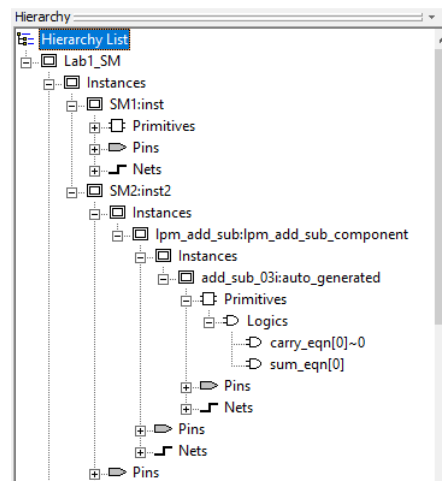 Hierarchy
Hierarchy List
Lab1_SM
Instances
SM1:inst
Primitives
Pins
Nets
SM2:inst2
Instances
lpm_add_sub:lpm_add_sub_component
Instances
add_sub_03i:auto_generated
Primitives
Logics
carry_eqn[0]~0
sum_eqn[0]
Pins
Nets
Pins
Nets
Pins